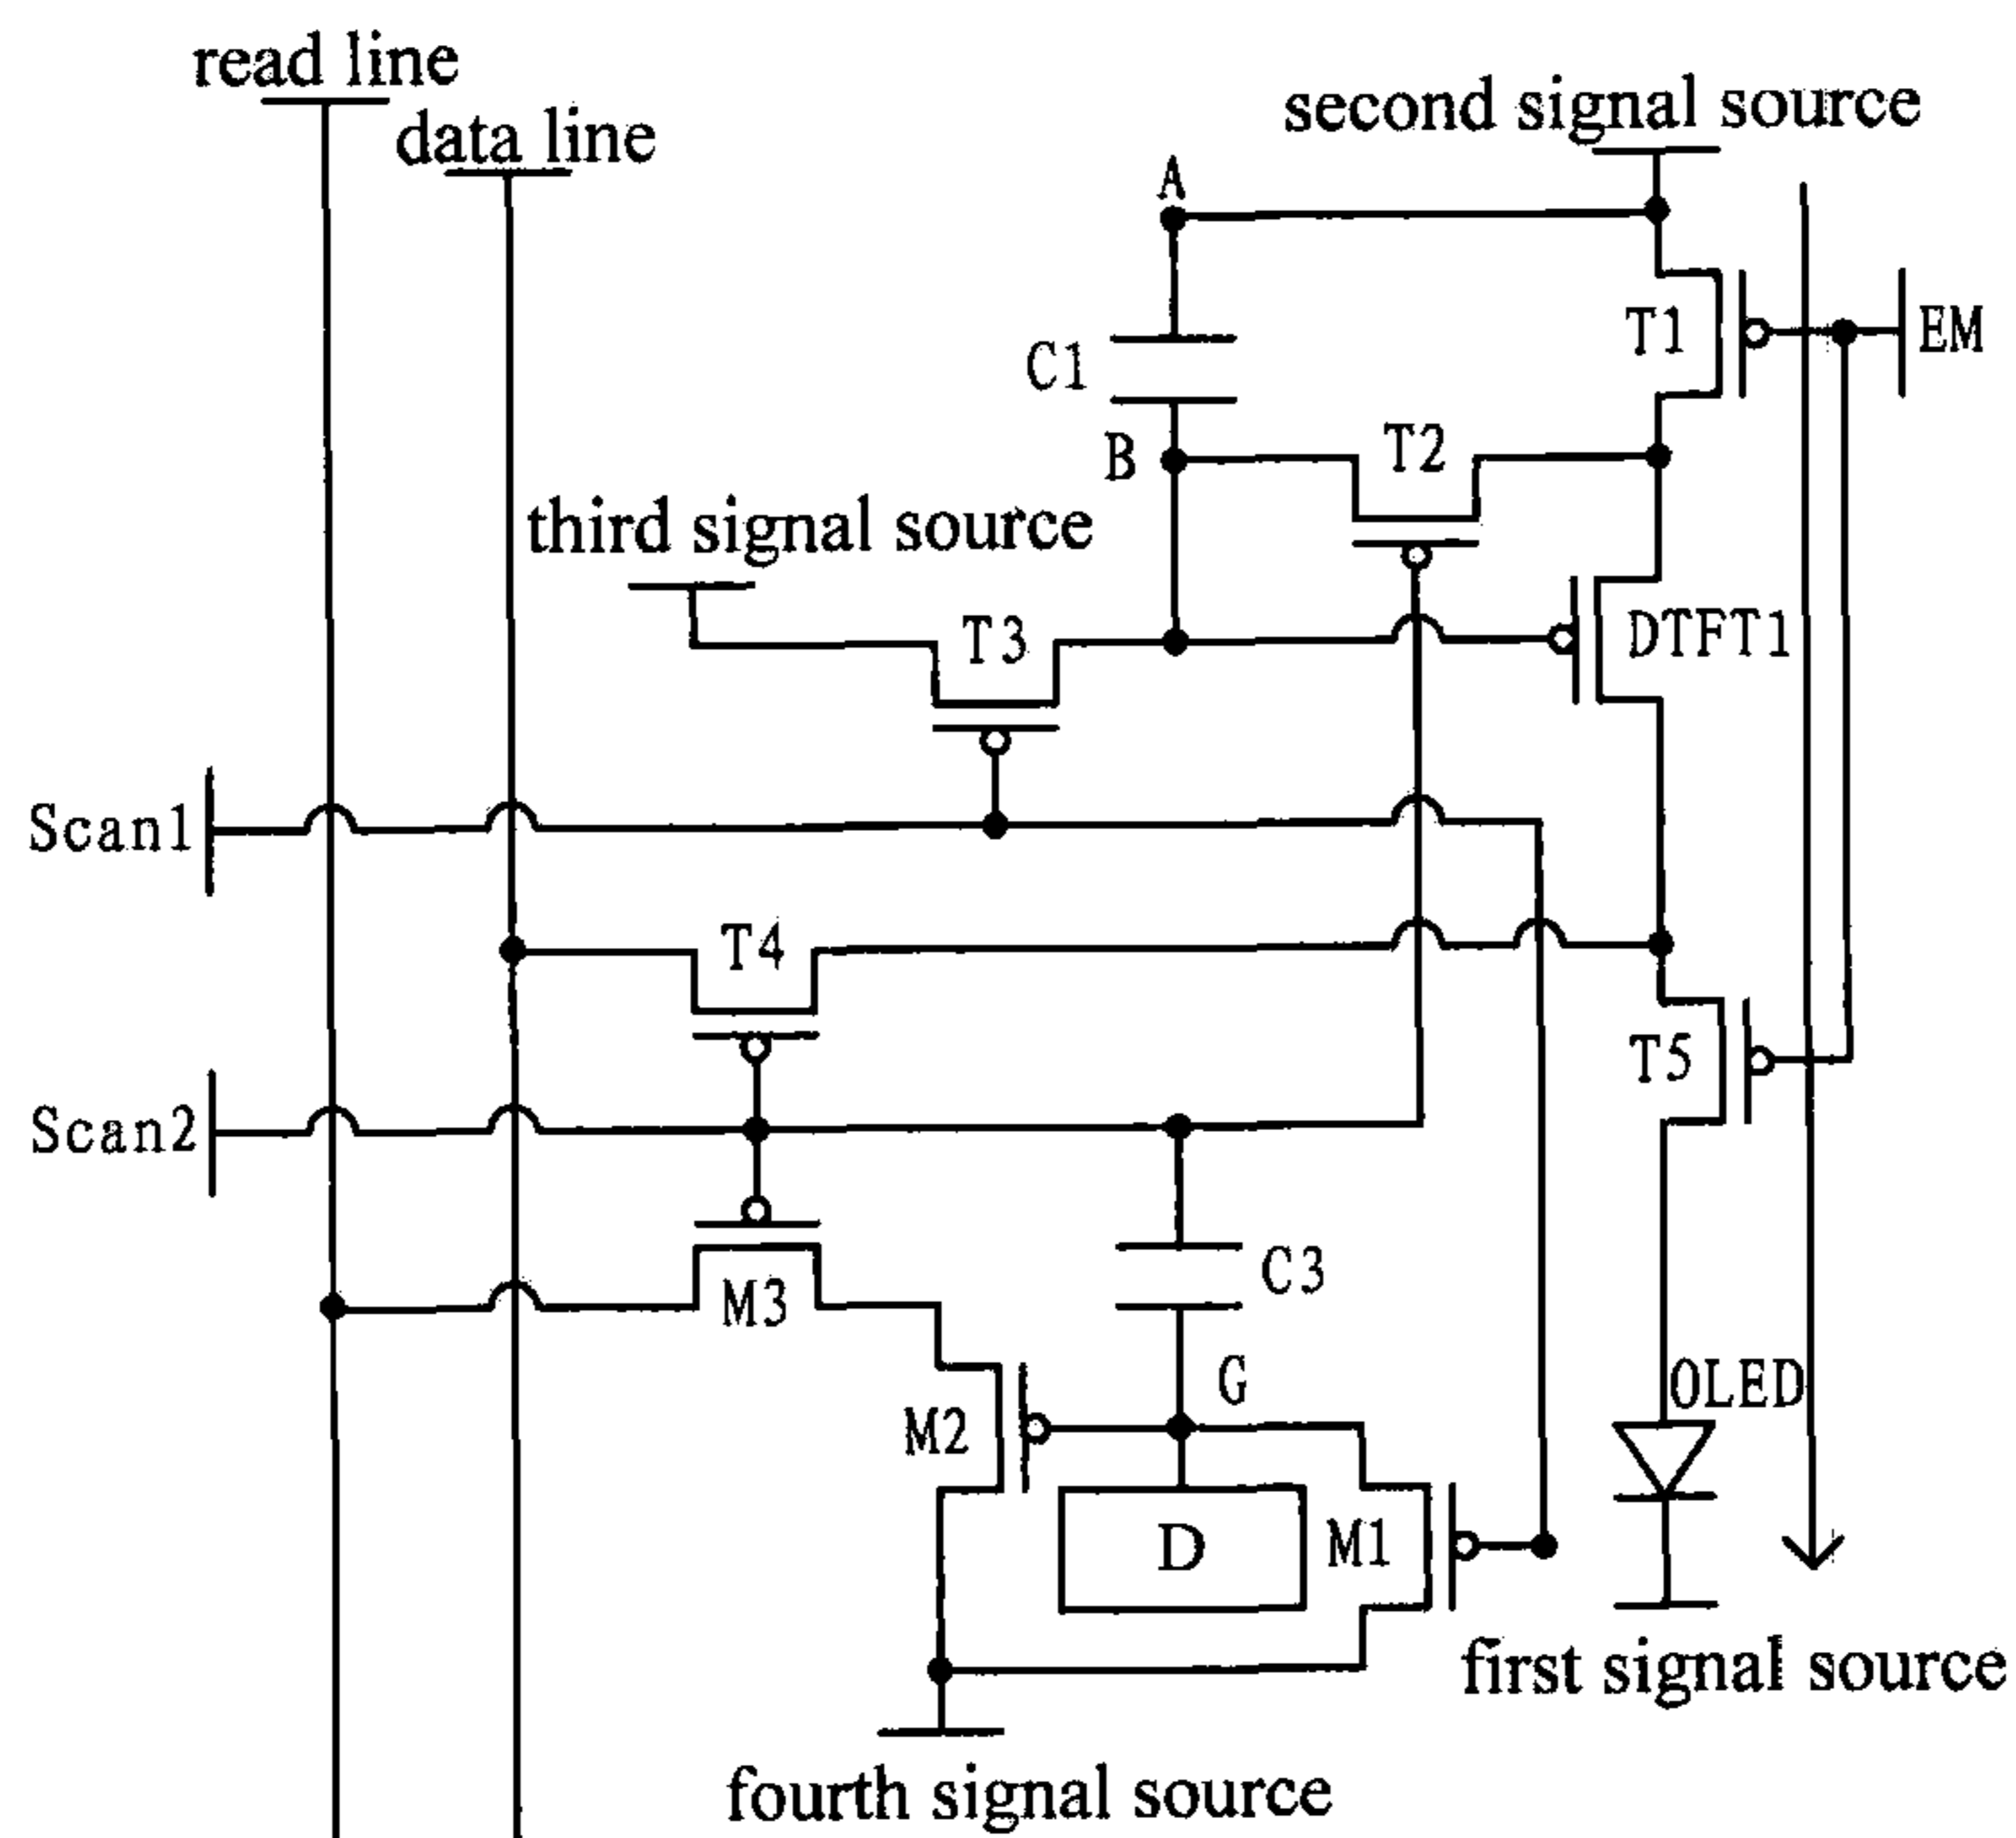 read line
data line
second signal source
A
T1
EM
C1
B
T2
third signal source
T3
DTFT1
Scan1
T4
T5
Scan2
M3
C3
G
OLED
M2
D
M1
first signal source
fourth signal source